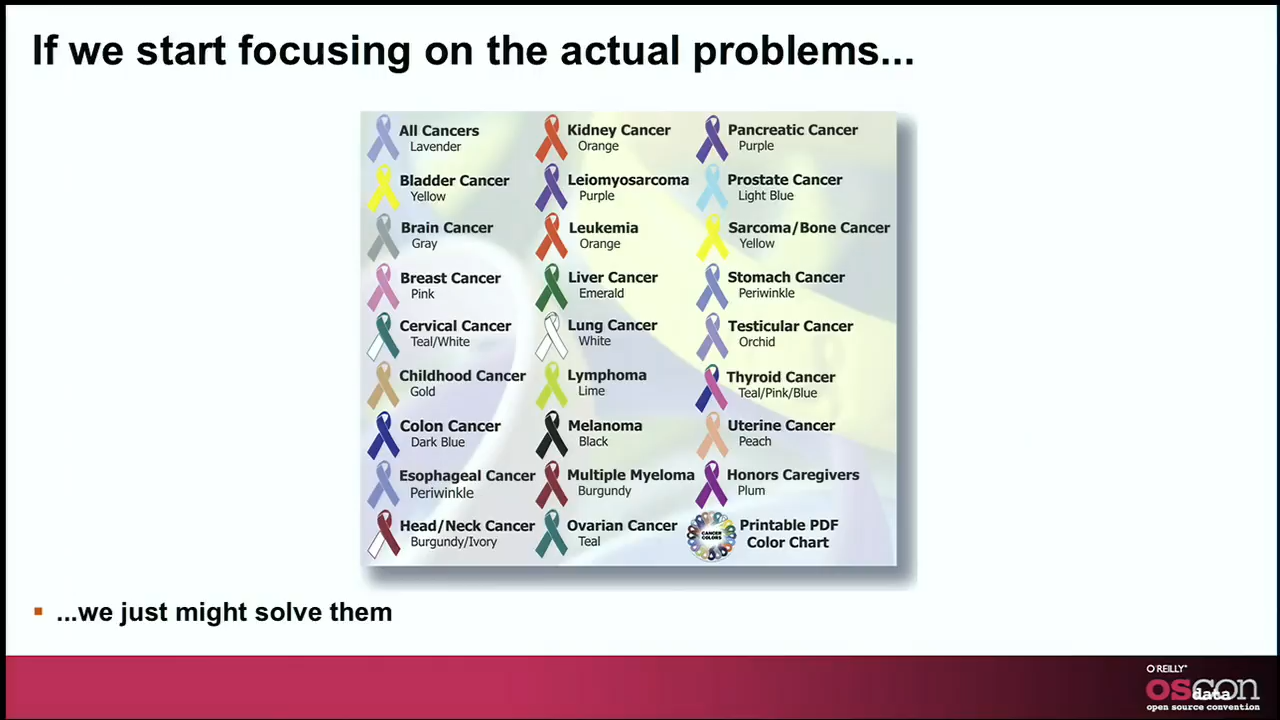 If we start focusing on the actual problems...
All Cancers
Lavender
Bladder Cancer
Yellow
Brain Cancer
Gray
Breast Cancer
Pink
Cervical Cancer
Teal/White
Childhood Cancer
Gold
Colon Cancer
Dark Blue
Esophageal Cancer
Periwinkle
Head/Neck Cancer
Burgundy/Ivory
Kidney Cancer
Orange
Leiomyosarcoma
Purple
Leukemia
Orange
Liver Cancer
Emerald
Lung Cancer
White
Lymphoma
Lime
Melanoma
Black
Multiple Myeloma
Burgundy
Ovarian Cancer
Teal
Pancreatic Cancer
Purple
Prostate Cancer
Light Blue
Sarcoma/Bone Cancer
Yellow
Stomach Cancer
Periwinkle
Testicular Cancer
Orchid
Thyroid Cancer
Teal/Pink/Blue
Uterine Cancer
Peach
Honors Caregivers
Plum
CANCER
COLORS
Printable PDF
Color Chart
...we just might solve them
O'REILLY
oscon
data
open source convention